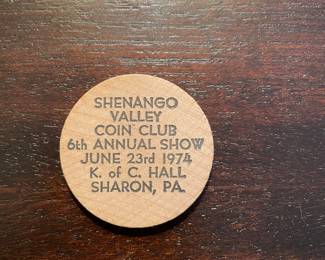 SHENANGO
VALLEY
COIN CLUB
6th ANNUAL SHOW
JUNE 23rd 1974
K. of C. HALL
SHARON, PA.